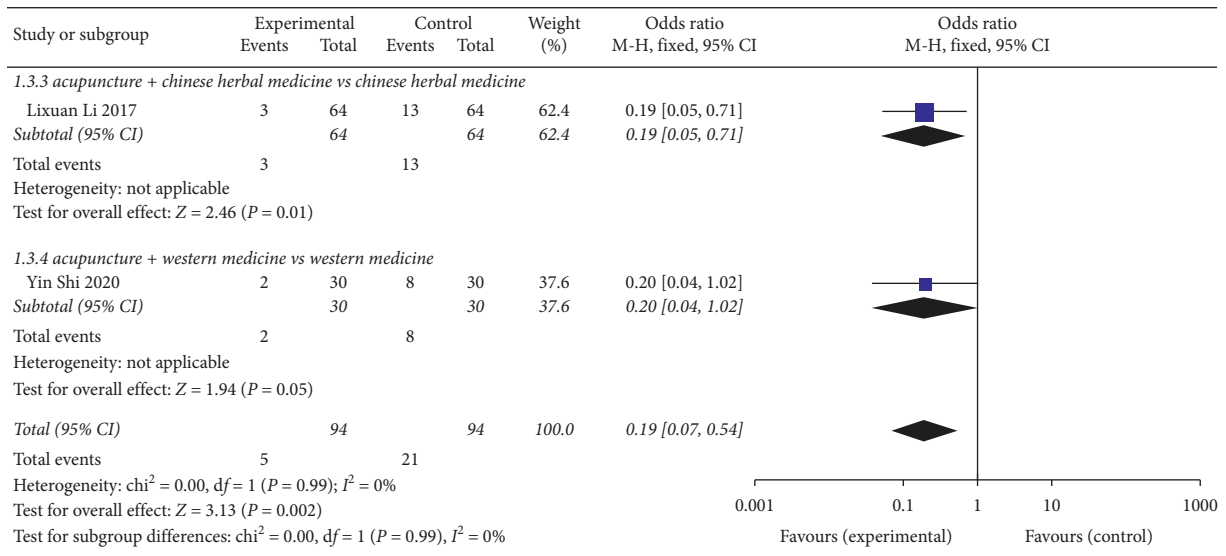 Study or subgroup Experimental Control Weight Odds ratio Odds ratio
Events Total Events Total (%) M-H, fixed, 95% CI M-H, fixed, 95% CI
1.3.3 acupuncture + chinese herbal medicine vs chinese herbal medicine
Lixuan Li 2017 3 64 13 64 62.4 0.19 [0.05, 0.71]
Subtotal (95% CI) 64 64 62.4 0.19 [0.05, 0.71]
Total events 3 13
Heterogeneity: not applicable
Test for overall effect: Z = 2.46 (P = 0.01)
1.3.4 acupuncture + western medicine vs western medicine
Yin Shi 2020 2 30 8 30 37.6 0.20 [0.04, 1.02]
Subtotal (95% CI) 30 30 37.6 0.20 [0.04, 1.02]
Total events 2 8
Heterogeneity: not applicable
Test for overall effect: Z = 1.94 (P = 0.05)
Total (95% CI) 94 94 100.0 0.19 [0.07, 0.54]
Total events 5 21
Heterogeneity: chi² = 0.00, df = 1 (P = 0.99); I² = 0%
Test for overall effect: Z = 3.13 (P = 0.002)
Test for subgroup differences: chi² = 0.00, df = 1 (P = 0.99), I² = 0%
0.001 0.1 1 10 1000
Favours (experimental) Favours (control)